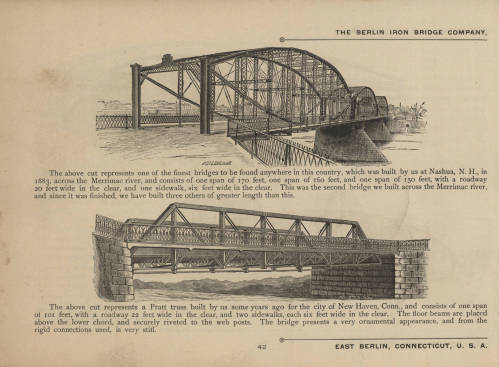 THE BERLIN IRON BRIDGE COMPANY,
The above cut represents one of the finest bridges to be found anywhere in this country, which was built by us at Nashua, N. H., in
1883, across the Merrimac river, and consists of one span of 170 feet, one span of 160 feet, and one span of 150 feet, with a roadway
20 feet wide in the clear, and one sidewalk, six feet wide in the clear. This was the second bridge we built across the Merrimac river,
and since it was finished, we have built three others of greater length than this.
The above cut represents a Pratt truss built by us some years ago for the city of New Haven, Conn., and consists of one span
of 101 feet, with a roadway 22 feet wide in the clear, and two sidewalks, each six feet wide in the clear. The floor beams are placed
above the lower chord, and securely riveted to the web posts. The bridge presents a very ornamental appearance, and from the
rigid connections used, is very stiff.
42
EAST BERLIN, CONNECTICUT, U. S. A.